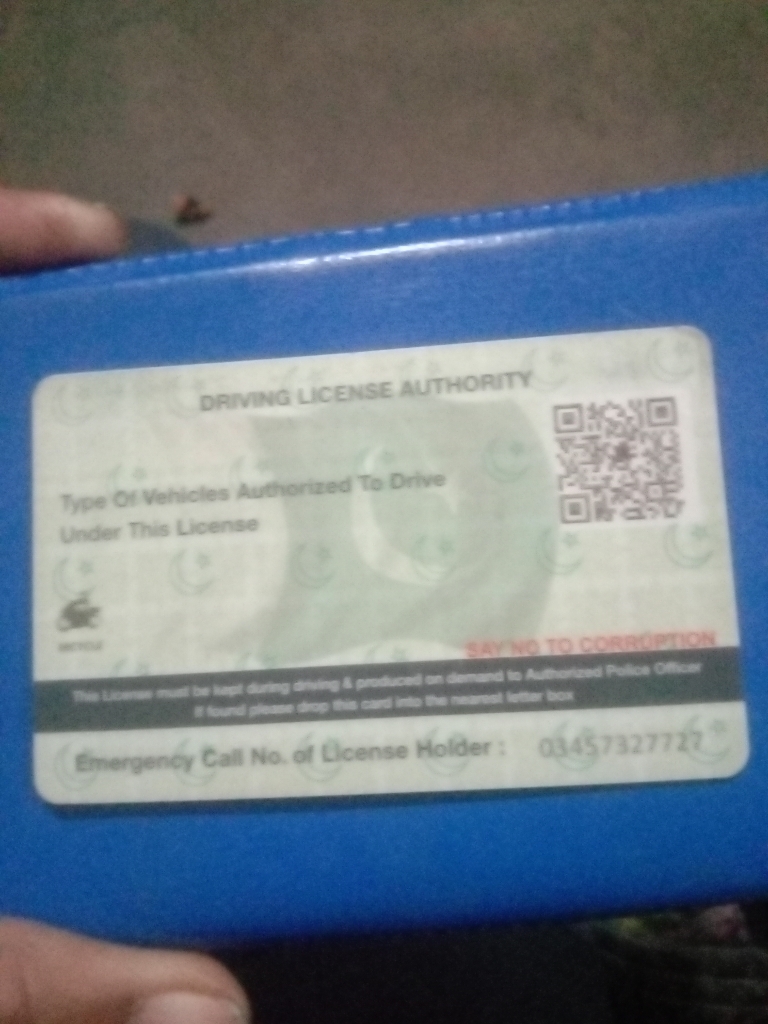 DRIVING LICENSE AUTHORITY
Type Of Vehicles Authorized To Drive
Under This License
SAY NO TO CORRUPTION
This License must be kept during driving & produced on demand to Authorized Police Officer
If found please drop this card into the nearest letter box
Emergency Call No. of License Holder : 03457327727